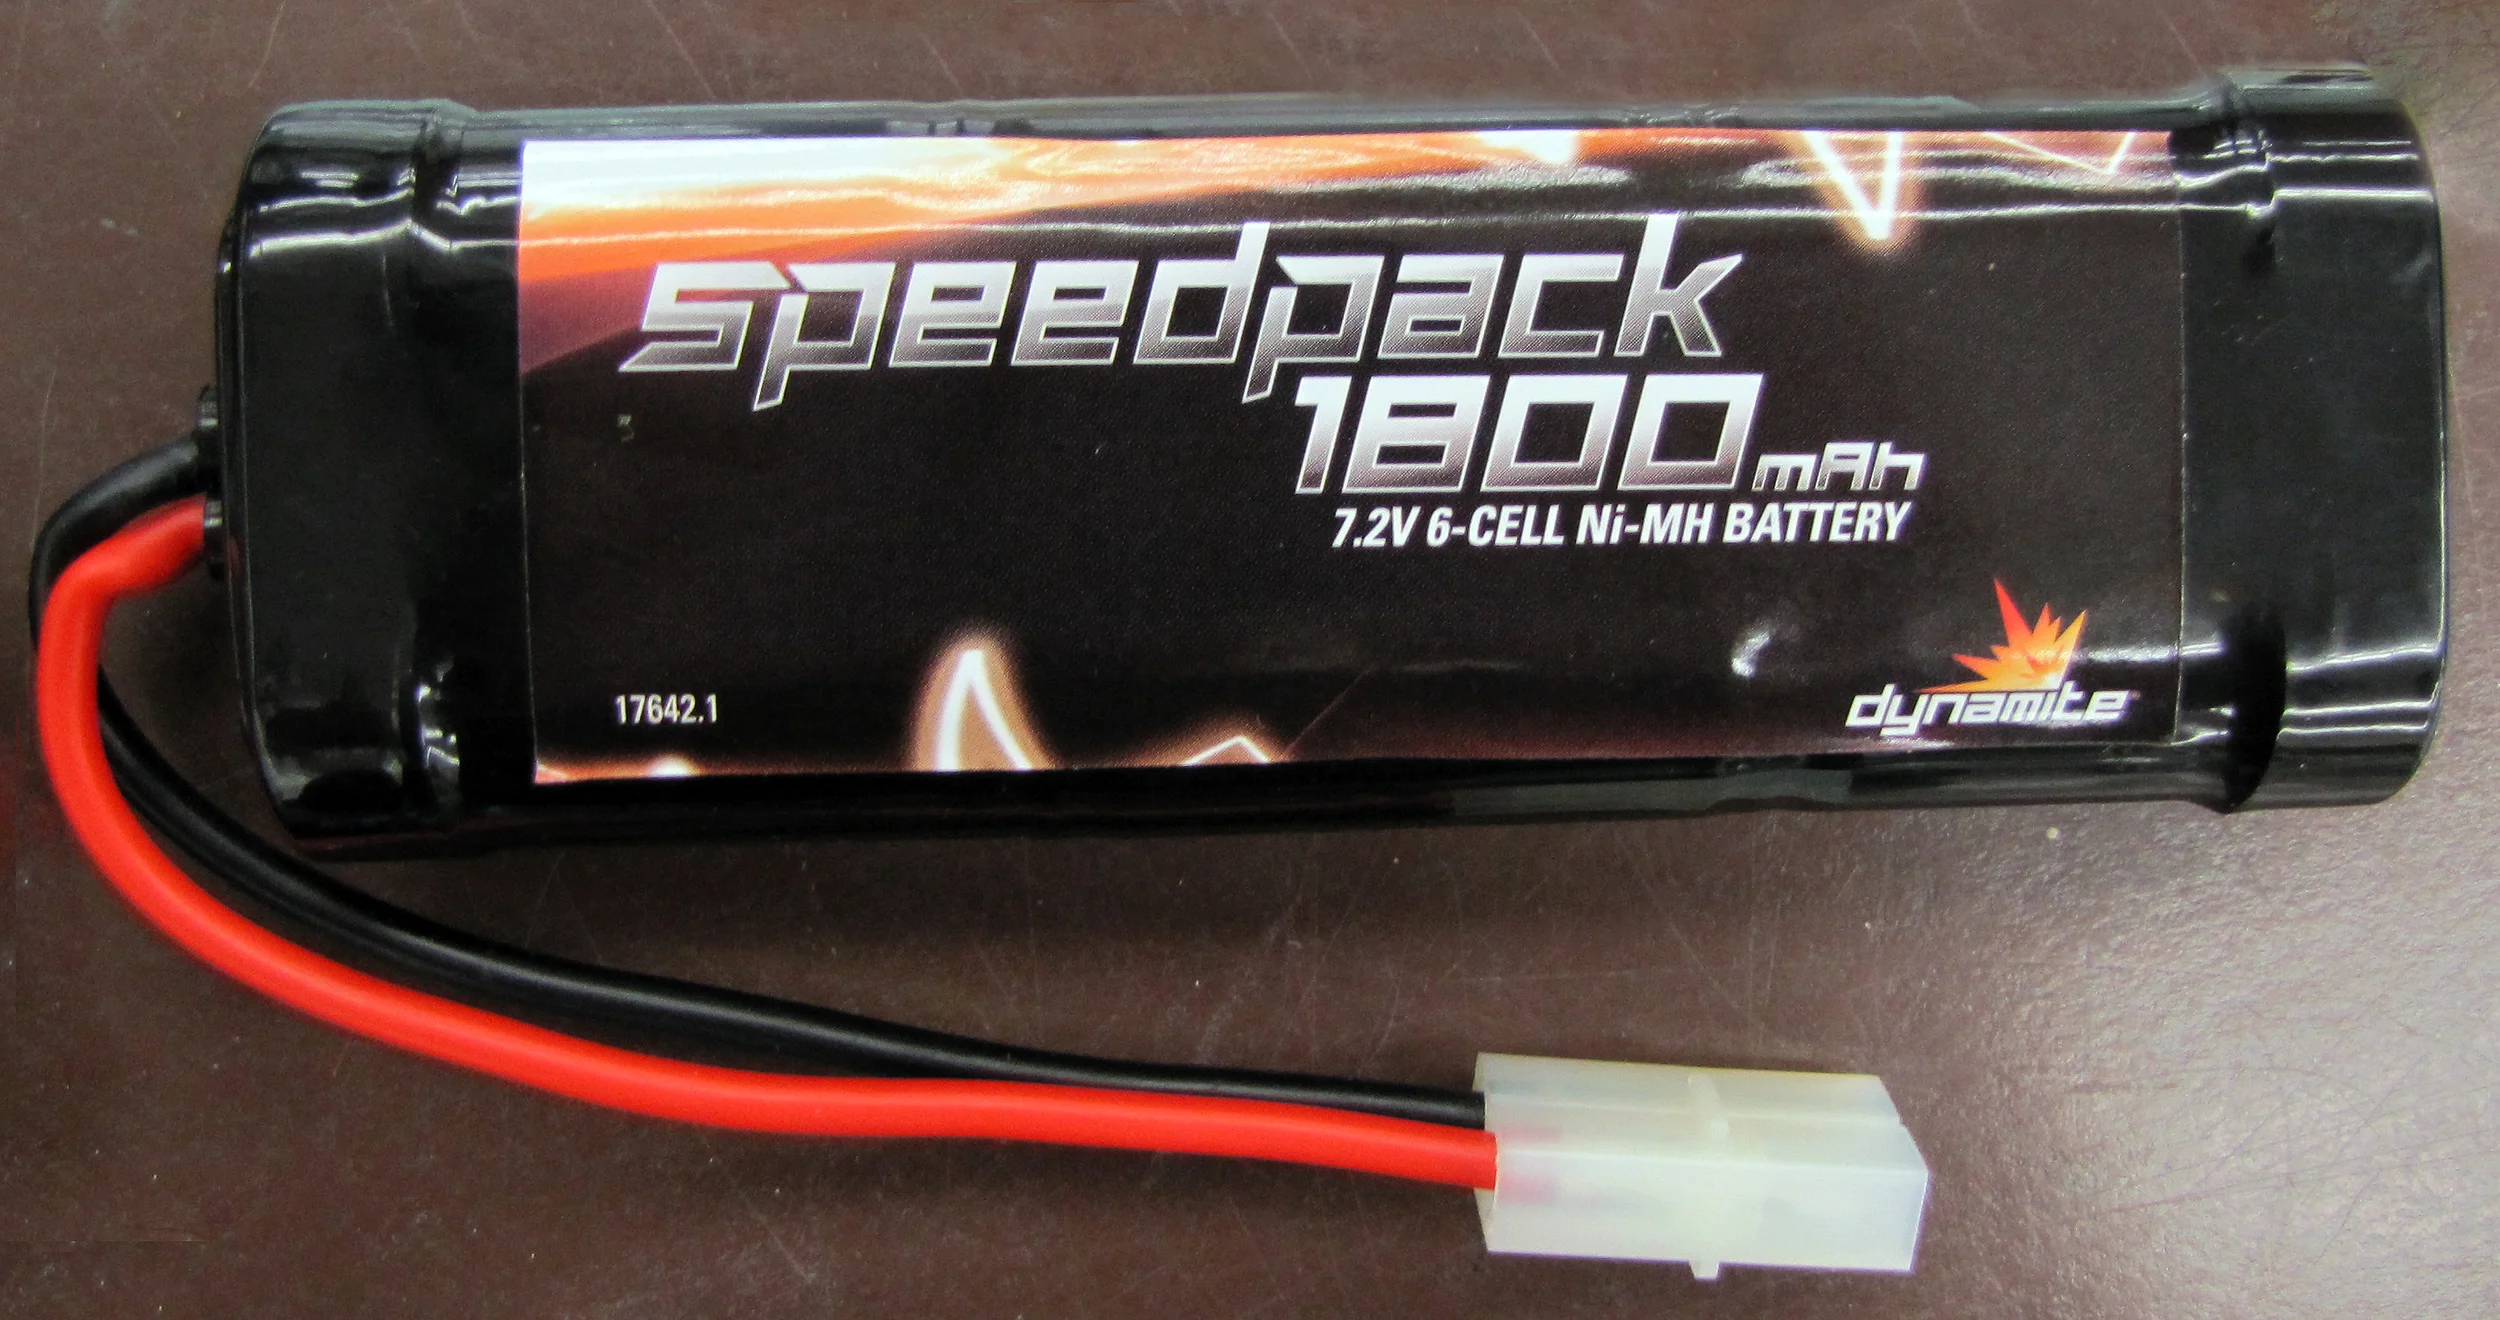 speedpack
1800mAh
7.2V 6-CELL Ni-MH BATTERY
17642.1
dynamite